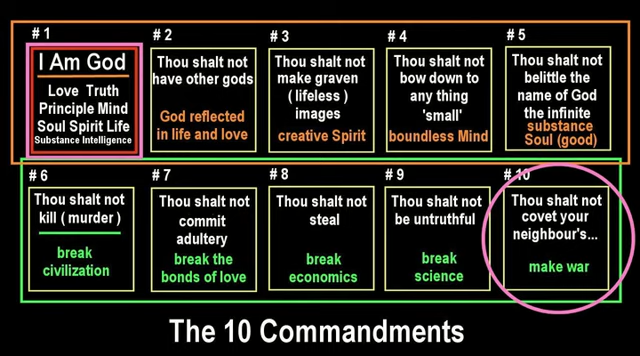 # 1
I Am God
Love Truth
Principle Mind
Soul Spirit Life
Substance Intelligence
# 2
Thou shalt not
have other gods
God reflected
in life and love
# 3
Thou shalt not
make graven
( lifeless )
images
creative Spirit
# 4
Thou shalt not
bow down to
any thing
'small'
boundless Mind
# 5
Thou shalt not
belittle the
name of God
the infinite
substance
Soul (good)
# 6
Thou shalt not
kill ( murder )
break
civilization
# 7
Thou shalt not
commit
adultery
break the
bonds of love
# 8
Thou shalt not
steal
break
economics
# 9
Thou shalt not
be untruthful
break
science
# 10
Thou shalt not
covet your
neighbour's...
make war
The 10 Commandments